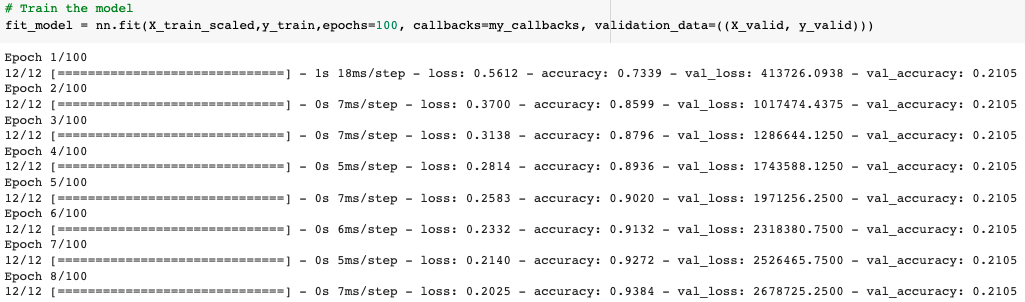 # Train the model
fit_model = nn.fit(X_train_scaled,y_train,epochs=100, callbacks=my_callbacks, validation_data=((X_valid, y_valid)))
Epoch 1/100
12/12 [==============================] - 1s 18ms/step - loss: 0.5612 - accuracy: 0.7339 - val_loss: 413726.0938 - val_accuracy: 0.2105
Epoch 2/100
12/12 [==============================] - 0s 7ms/step - loss: 0.3700 - accuracy: 0.8599 - val_loss: 1017474.4375 - val_accuracy: 0.2105
Epoch 3/100
12/12 [==============================] - 0s 7ms/step - loss: 0.3138 - accuracy: 0.8796 - val_loss: 1286644.1250 - val_accuracy: 0.2105
Epoch 4/100
12/12 [==============================] - 0s 5ms/step - loss: 0.2814 - accuracy: 0.8936 - val_loss: 1743588.1250 - val_accuracy: 0.2105
Epoch 5/100
12/12 [==============================] - 0s 7ms/step - loss: 0.2583 - accuracy: 0.9020 - val_loss: 1971256.2500 - val_accuracy: 0.2105
Epoch 6/100
12/12 [==============================] - 0s 6ms/step - loss: 0.2332 - accuracy: 0.9132 - val_loss: 2318380.7500 - val_accuracy: 0.2105
Epoch 7/100
12/12 [==============================] - 0s 5ms/step - loss: 0.2140 - accuracy: 0.9272 - val_loss: 2526465.7500 - val_accuracy: 0.2105
Epoch 8/100
12/12 [==============================] - 0s 7ms/step - loss: 0.2025 - accuracy: 0.9384 - val_loss: 2678725.2500 - val_accuracy: 0.2105